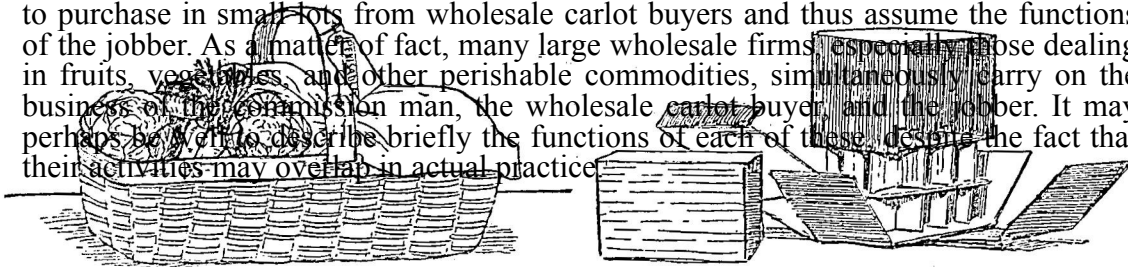 to purchase in small lots from wholesale carlot buyers and thus assume the functions
of the jobber. As a matter of fact, many large wholesale firms, especially those dealing
in fruits, vegetables, and other perishable commodities, simultaneously carry on the
business of the commission man, the wholesale carlot buyer, and the jobber. It may
perhaps be well to describe briefly the functions of each of these, despite the fact that
their activities may overlap in actual practice.